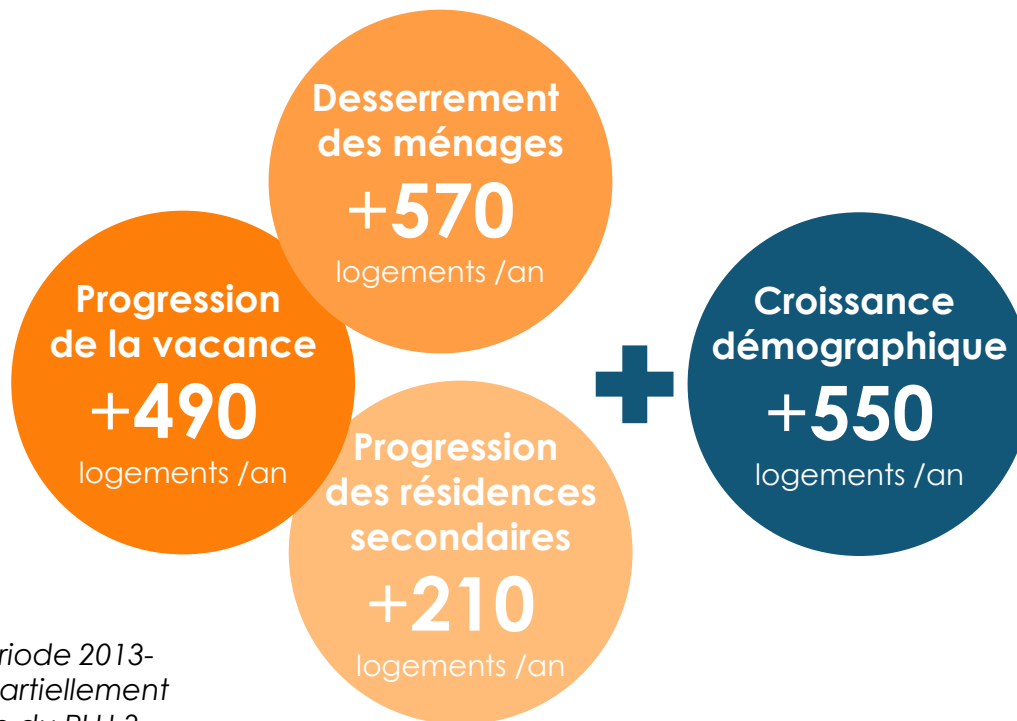 Desserrement
des ménages
+570
logements /an
Progression
de la vacance
+490
logements /an
Progression
des résidences
secondaires
+210
logements /an
Croissance
démographique
+550
logements /an
2013-